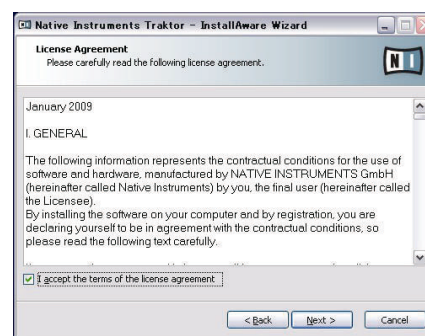 Native Instruments Traktor - InstallAware Wizard
License Agreement
Please carefully read the following license agreement.
NI
January 2009
I. GENERAL
The following information represents the contractual conditions for the use of
software and hardware, manufactured by NATIVE INSTRUMENTS GmbH
(hereinafter called Native Instruments) by you, the final user (hereinafter called
the Licensee).
By installing the software on your computer and by registration, you are
declaring yourself to be in agreement with the contractual conditions, so
please read the following text carefully.
I accept the terms of the license agreement
< Back
Next >
Cancel